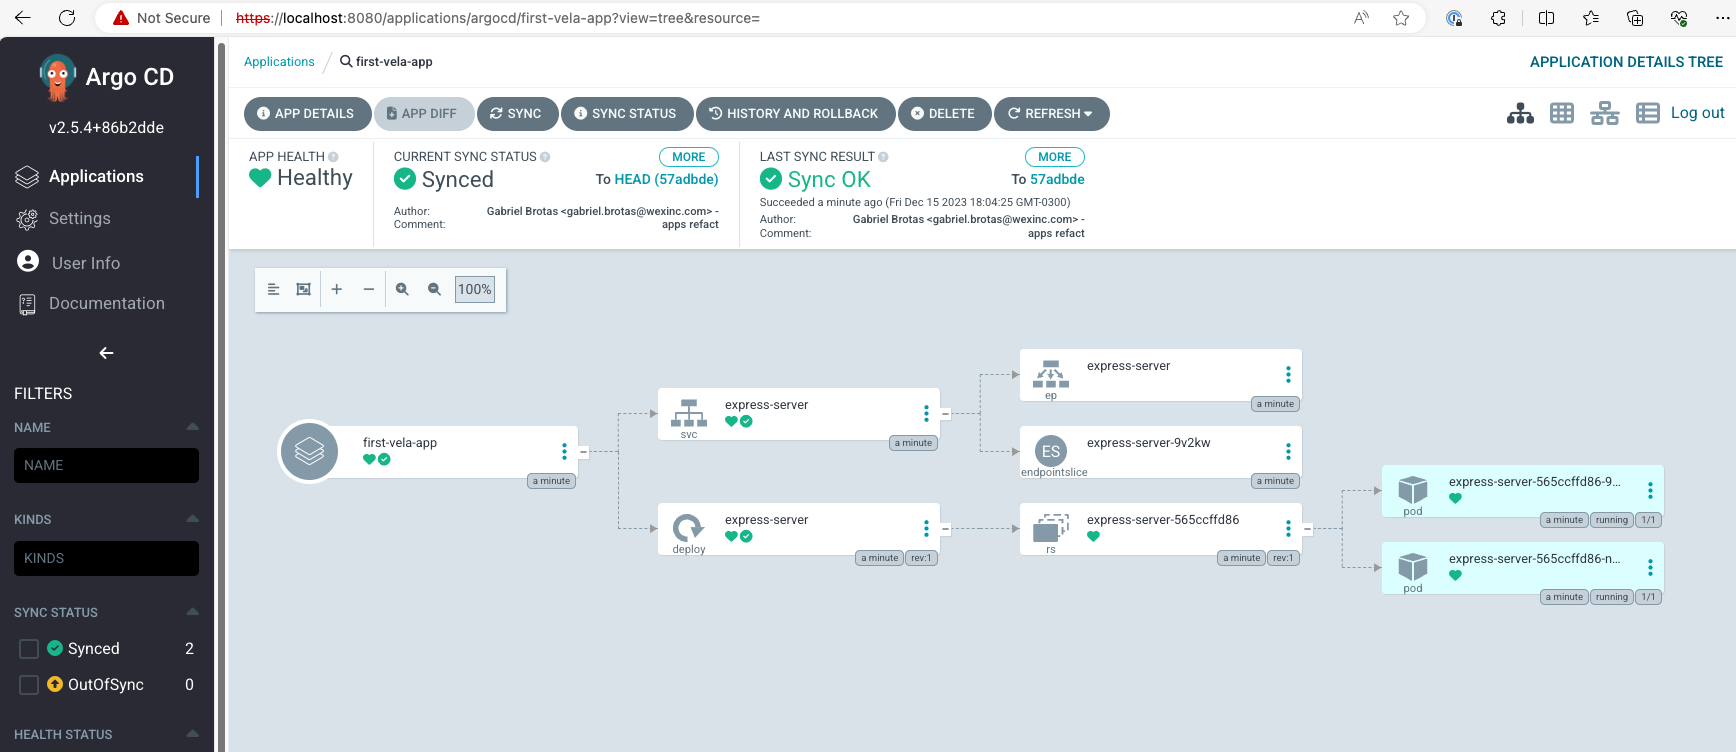 Not Secure
https://localhost:8080/applications/argocd/first-vela-app?view=tree&resource=
Argo CD
v2.5.4+86b2dde
Applications
Settings
User Info
Documentation
FILTERS
NAME
NAME
KINDS
KINDS
SYNC STATUS
Synced 2
OutOfSync 0
HEALTH STATUS
Applications / first-vela-app
APPLICATION DETAILS TREE
APP DETAILS
APP DIFF
SYNC
SYNC STATUS
HISTORY AND ROLLBACK
DELETE
REFRESH
Log out
APP HEALTH
Healthy
CURRENT SYNC STATUS
MORE
Synced
To HEAD (57adbde)
Author: Gabriel Brotas <gabriel.brotas@wexinc.com> -
Comment: apps refact
LAST SYNC RESULT
MORE
Sync OK
To 57adbde
Succeeded a minute ago (Fri Dec 15 2023 18:04:25 GMT-0300)
Author: Gabriel Brotas <gabriel.brotas@wexinc.com> -
Comment: apps refact
100%
first-vela-app
a minute
express-server
svc
a minute
express-server
deploy
a minute
rev:1
express-server
ep
a minute
ES
express-server-9v2kw
endpointslice
a minute
express-server-565ccffd86
rs
a minute
rev:1
express-server-565ccffd86-9...
pod
a minute
running
1/1
express-server-565ccffd86-n...
pod
a minute
running
1/1